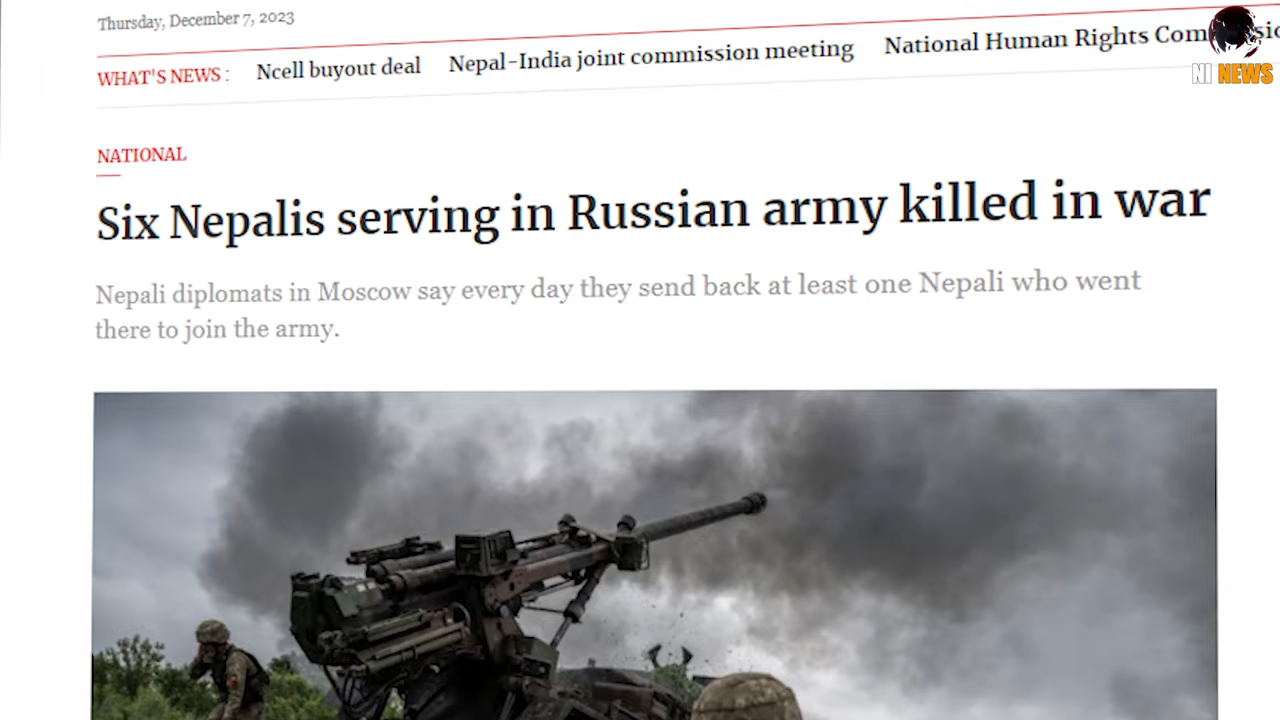 Thursday, December 7, 2023
WHAT'S NEWS : Ncell buyout deal Nepal-India joint commission meeting National Human Rights
NI NEWS
NATIONAL
Six Nepalis serving in Russian army killed in war
Nepali diplomats in Moscow say every day they send back at least one Nepali who went
there to join the army.